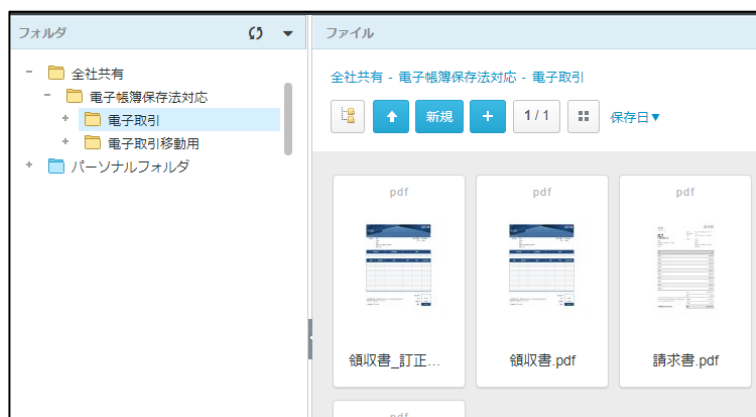 フォルダ
全社共有
電子帳簿保存法対応
電子取引
電子取引移動用
パーソナルフォルダ
ファイル
全社共有 - 電子帳簿保存法対応 - 電子取引
新規
1 / 1
保存日▼
pdf
領収書_訂正...
pdf
領収書.pdf
pdf
請求書.pdf
pdf